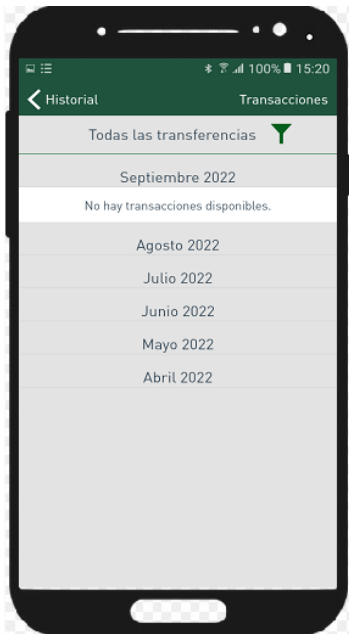 100% 15:20
Historial Transacciones
Todas las transferencias
Septiembre 2022
No hay transacciones disponibles.
Agosto 2022
Julio 2022
Junio 2022
Mayo 2022
Abril 2022